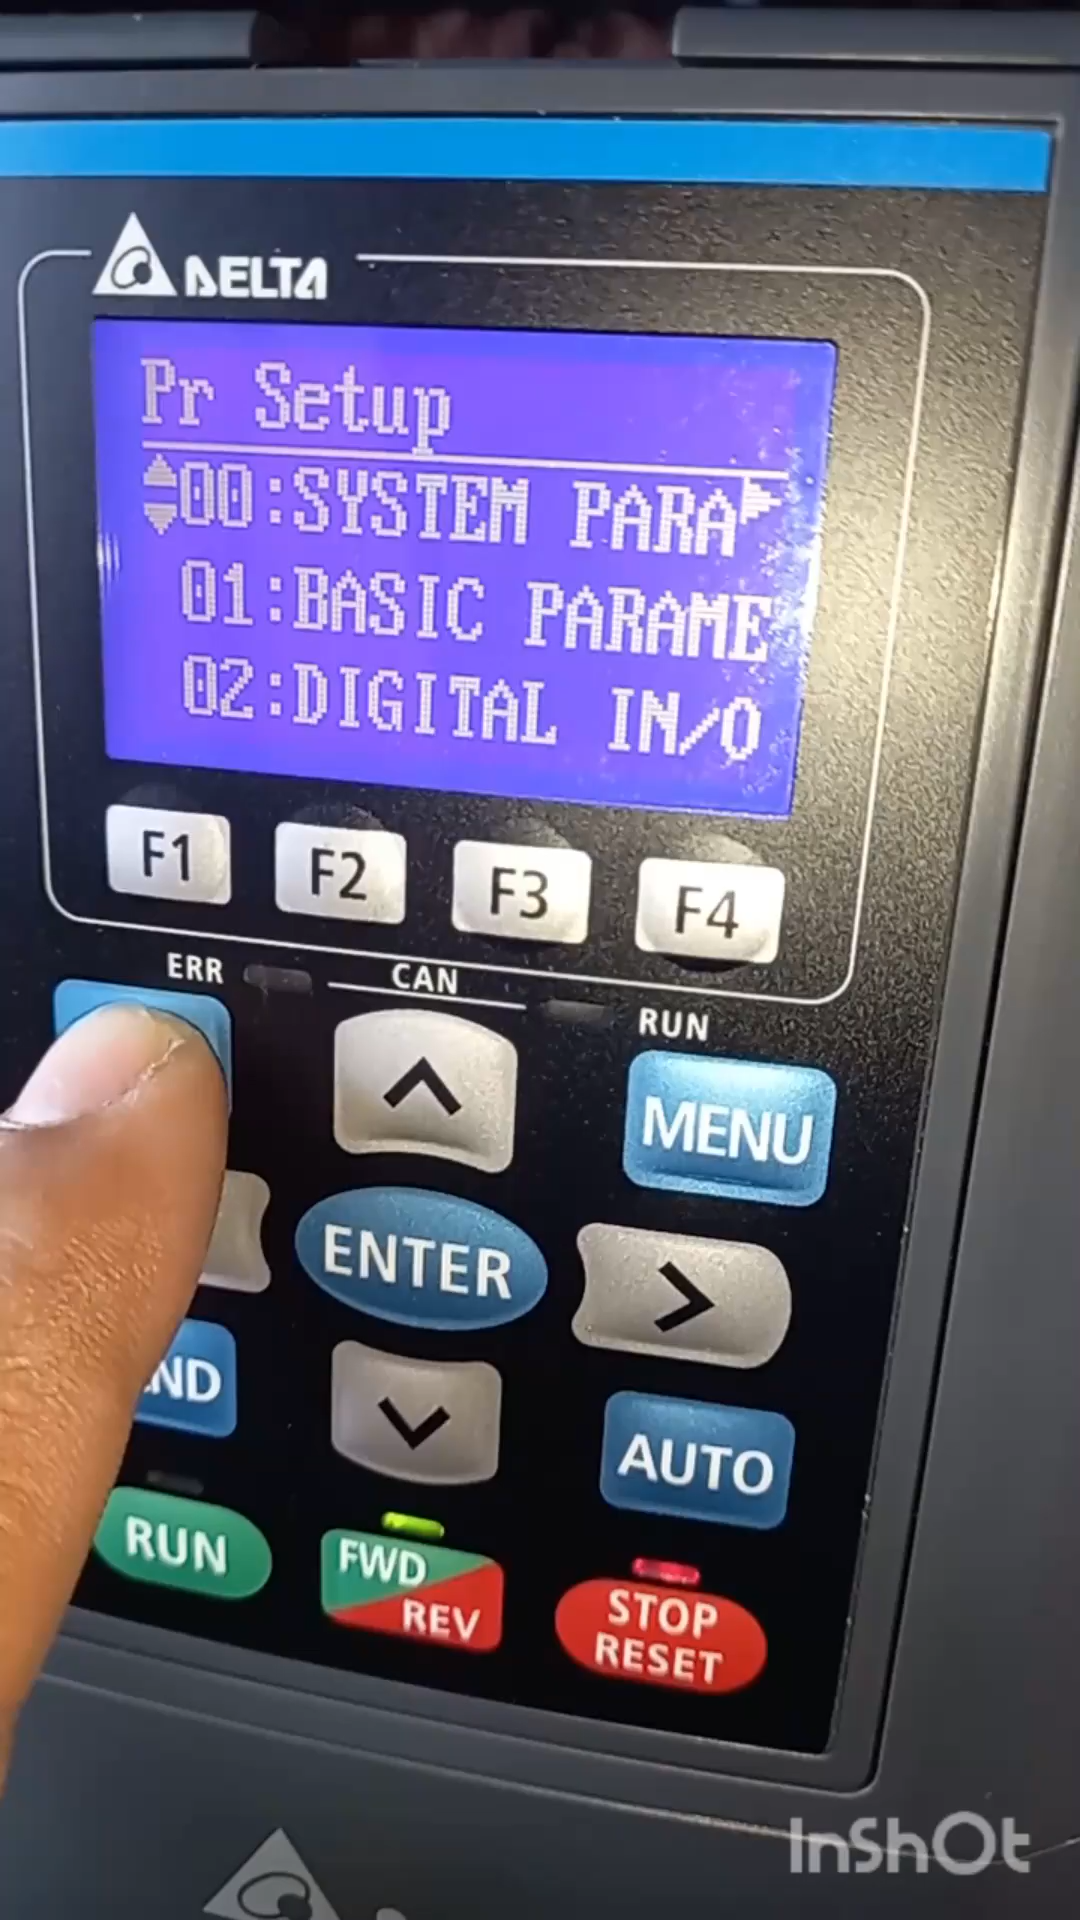 DELTA
Pr Setup
00:SYSTEM PARA
01:BASIC PARAME
02:DIGITAL IN/O
F1 F2 F3 F4
ERR CAN RUN
MENU
ENTER
ND
AUTO
RUN
FWD
REV
STOP
RESET
InShOt